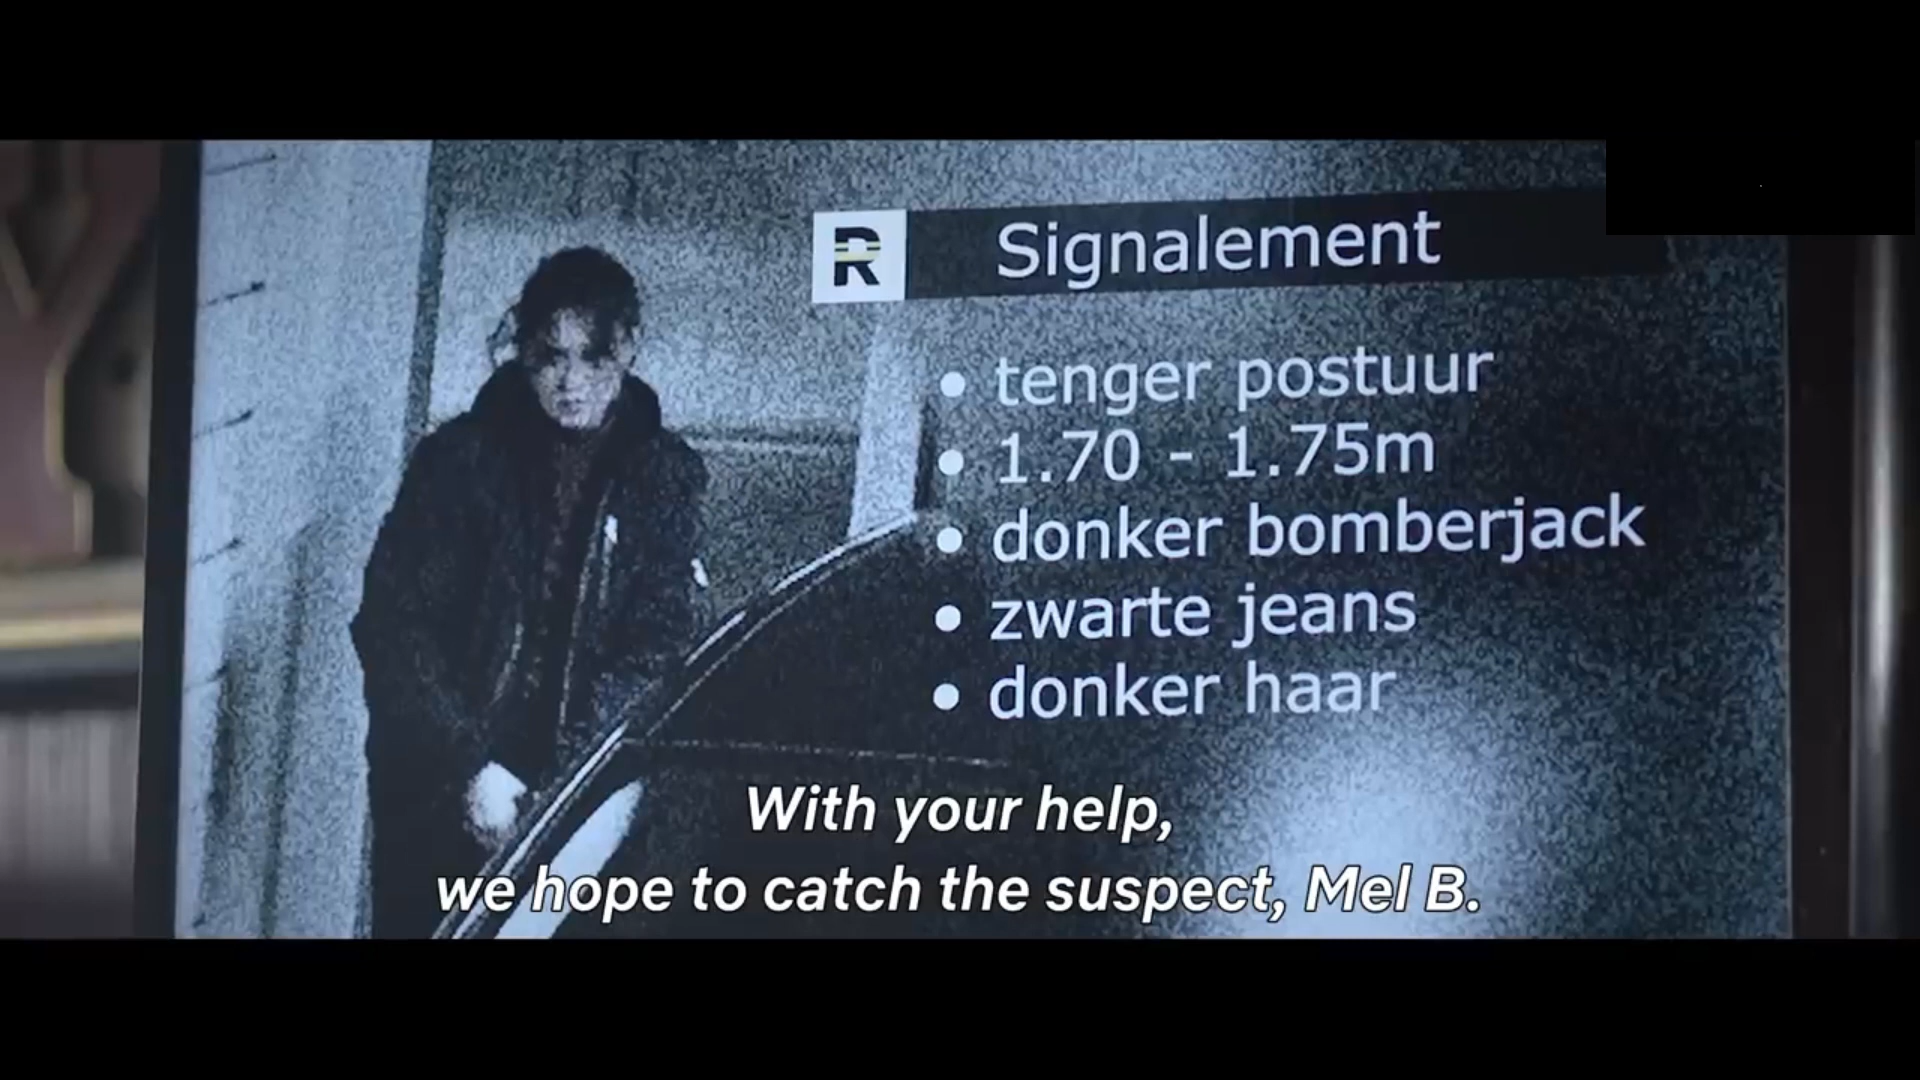 R Signalement
• tenger postuur
• 1.70 - 1.75m
• donker bomberjack
• zwarte jeans
• donker haar
With your help,
we hope to catch the suspect, Mel B.